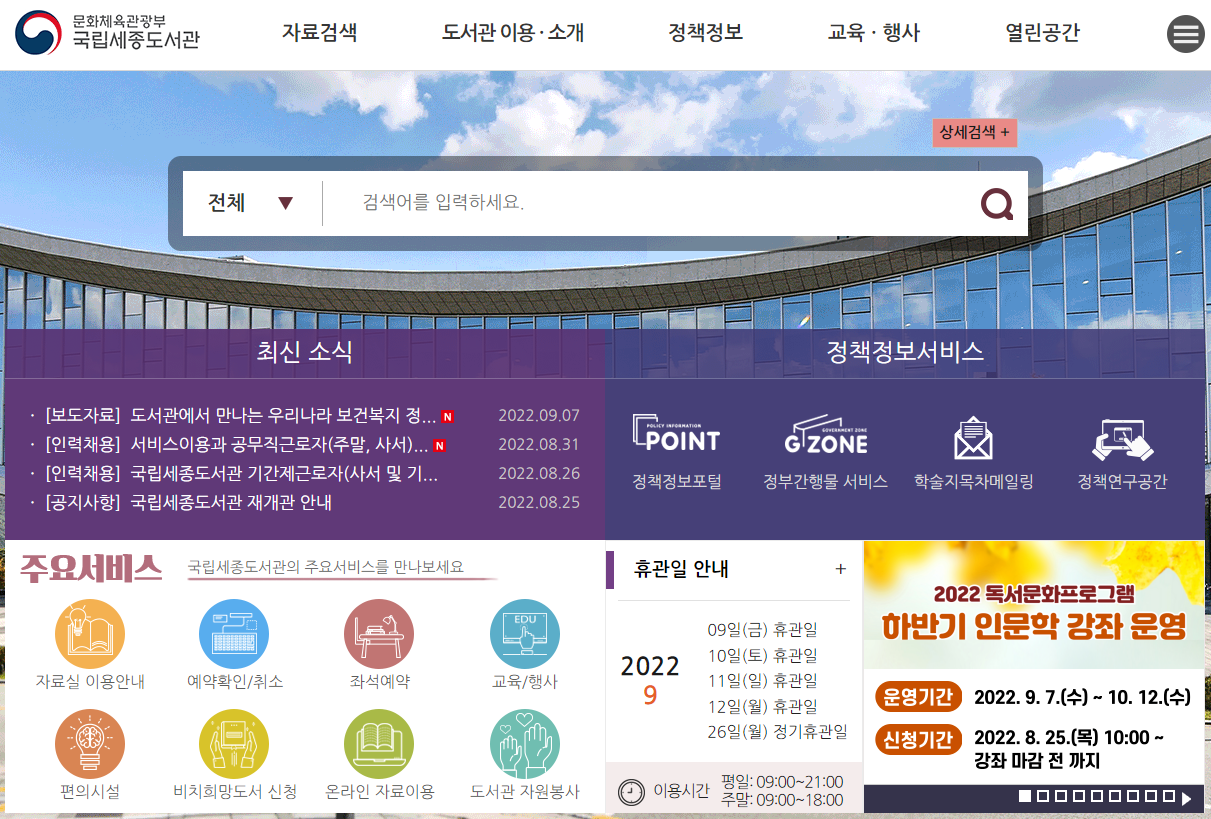 문화체육관광부
국립세종도서관
자료검색
도서관 이용·소개
정책정보
교육·행사
열린공간
상세검색 +
전체 ▼
검색어를 입력하세요.
최신 소식
· [보도자료] 도서관에서 만나는 우리나라 보건복지 정... N 2022.09.07
· [인력채용] 서비스이용과 공무직근로자(주말, 사서)... N 2022.08.31
· [인력채용] 국립세종도서관 기간제근로자(사서 및 기... 2022.08.26
· [공지사항] 국립세종도서관 재개관 안내 2022.08.25
정책정보서비스
POLICY INFORMATION
POINT
정책정보포털
GOVERNMENT ZONE
G·ZONE
정부간행물 서비스
학술지목차메일링
정책연구공간
주요서비스
국립세종도서관의 주요서비스를 만나보세요
자료실 이용안내
예약확인/취소
좌석예약
EDU
교육/행사
편의시설
비치희망도서 신청
온라인 자료이용
도서관 자원봉사
휴관일 안내 +
2022
9
09일(금) 휴관일
10일(토) 휴관일
11일(일) 휴관일
12일(월) 휴관일
26일(월) 정기휴관일
이용시간
평일: 09:00~21:00
주말: 09:00~18:00
2022 독서문화프로그램
하반기 인문학 강좌 운영
운영기간 2022. 9. 7.(수) ~ 10. 12.(수)
신청기간 2022. 8. 25.(목) 10:00 ~
강좌 마감 전 까지